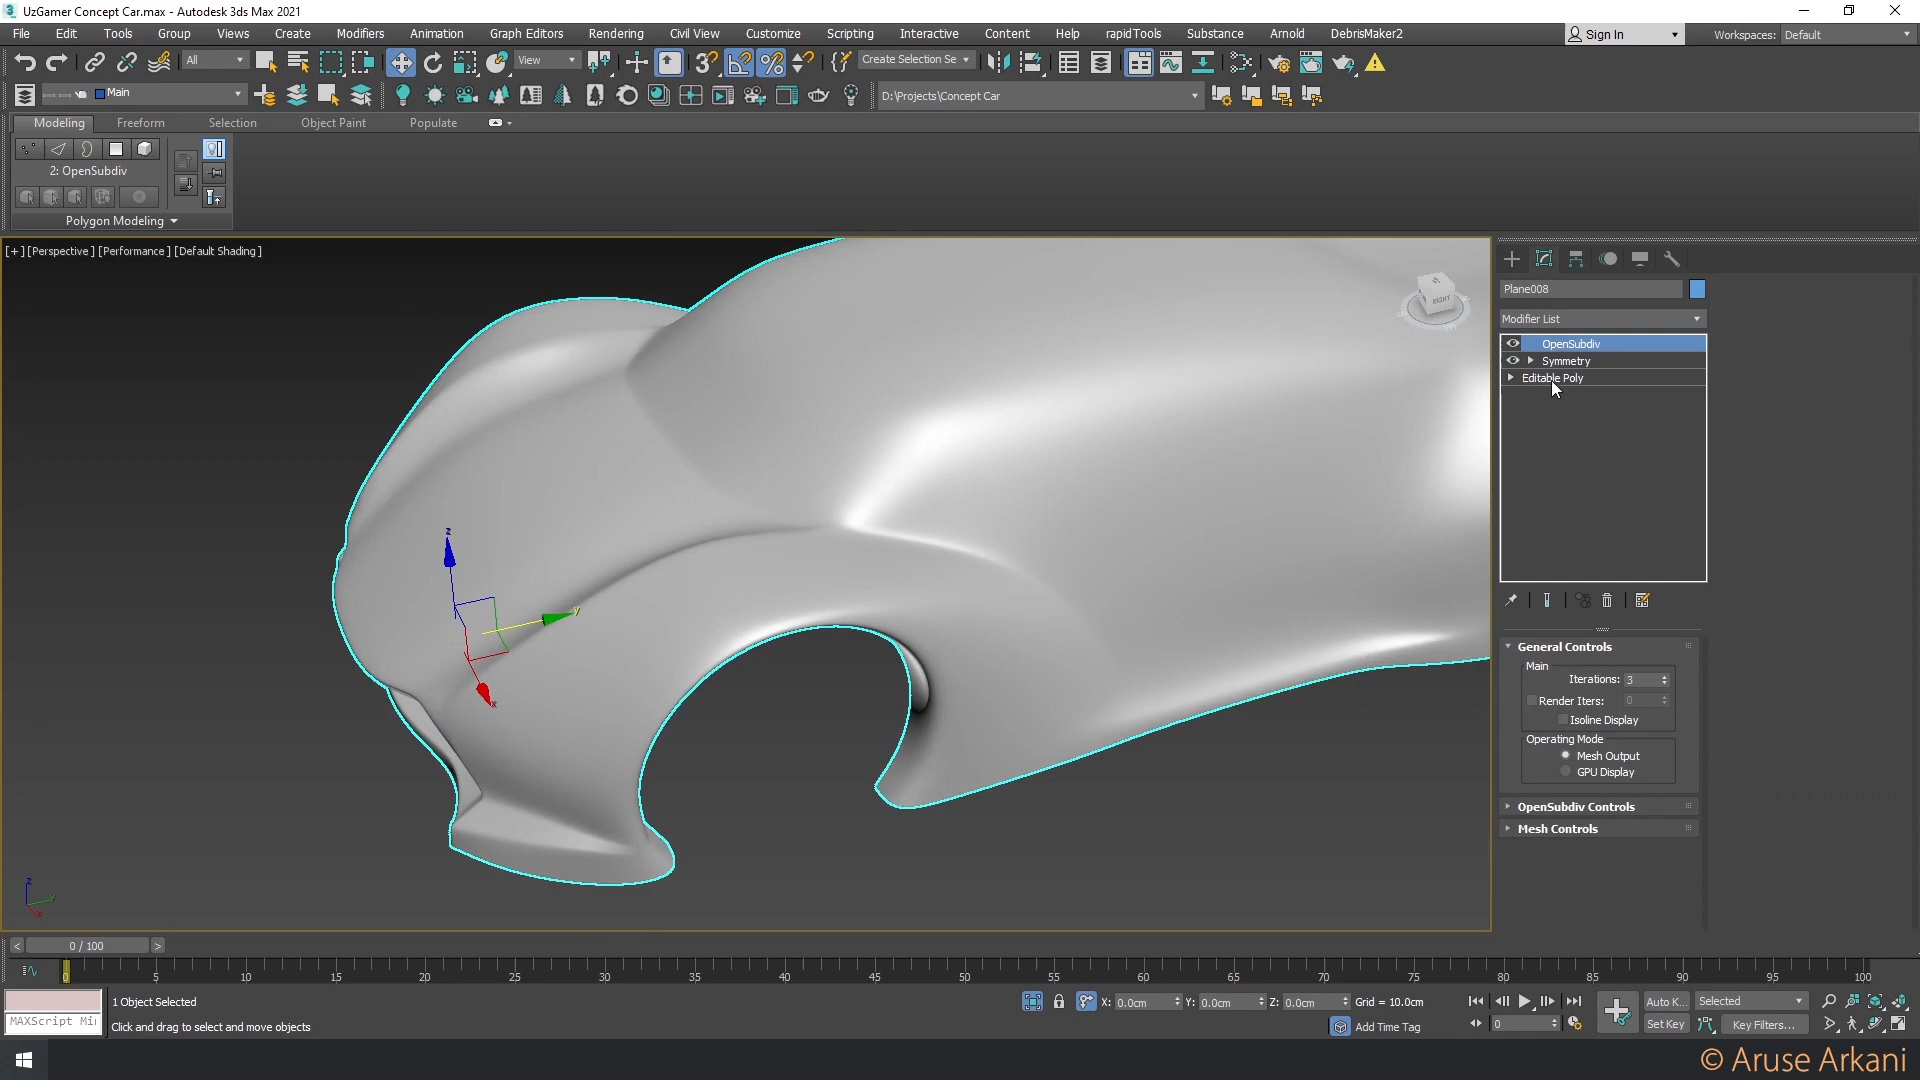 UzGamer Concept Car.max - Autodesk 3ds Max 2021
File Edit Tools Group Views Create Modifiers Animation Graph Editors Rendering Civil View Customize Scripting Interactive Content Help rapidTools Substance Arnold DebrisMaker2 Sign In Workspaces: Default
All View Create Selection Se
Main D:\Projects\Concept Car
Modeling Freeform Selection Object Paint Populate
2: OpenSubdiv
Polygon Modeling
[+] [Perspective] [Performance] [Default Shading]
RIGHT
Plane008
Modifier List
OpenSubdiv
Symmetry
Editable Poly
General Controls
Main
Iterations: 3
Render Iters: 0
Isoline Display
Operating Mode
Mesh Output
GPU Display
OpenSubdiv Controls
Mesh Controls
z
y
x
z
y
x
< 0 / 100 >
0 5 10 15 20 25 30 35 40 45 50 55 60 65 70 75 80 85 90 95 100
1 Object Selected X: 0.0cm Y: 0.0cm Z: 0.0cm Grid = 10.0cm Auto K... Selected
MAXScript Mi Click and drag to select and move objects Add Time Tag 0 Set Key Key Filters...
© Aruse Arkani